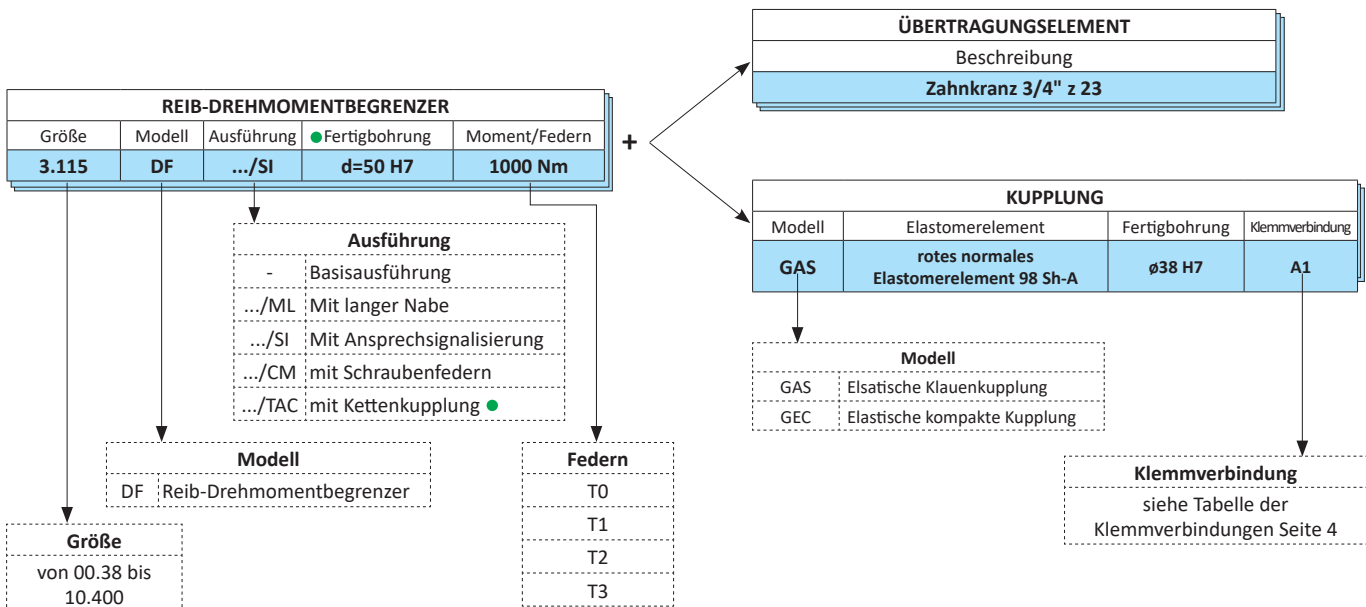 REIB-DREHMOMENTBEGRENZER
Größe Modell Ausführung ●Fertigbohrung Moment/Federn
3.115 DF .../SI d=50 H7 1000 Nm
+
ÜBERTRAGUNGSELEMENT
Beschreibung
Zahnkranz 3/4" z 23
KUPPLUNG
Modell Elastomerelement Fertigbohrung Klemmverbindung
GAS rotes normales Elastomerelement 98 Sh-A ø38 H7 A1
Ausführung
- Basisausführung
.../ML Mit langer Nabe
.../SI Mit Ansprechsignalisierung
.../CM mit Schraubenfedern
.../TAC mit Kettenkupplung ●
Modell
GAS Elsatische Klauenkupplung
GEC Elastische kompakte Kupplung
Modell
DF Reib-Drehmomentbegrenzer
Federn
T0
T1
T2
T3
Klemmverbindung
siehe Tabelle der
Klemmverbindungen Seite 4
Größe
von 00.38 bis
10.400